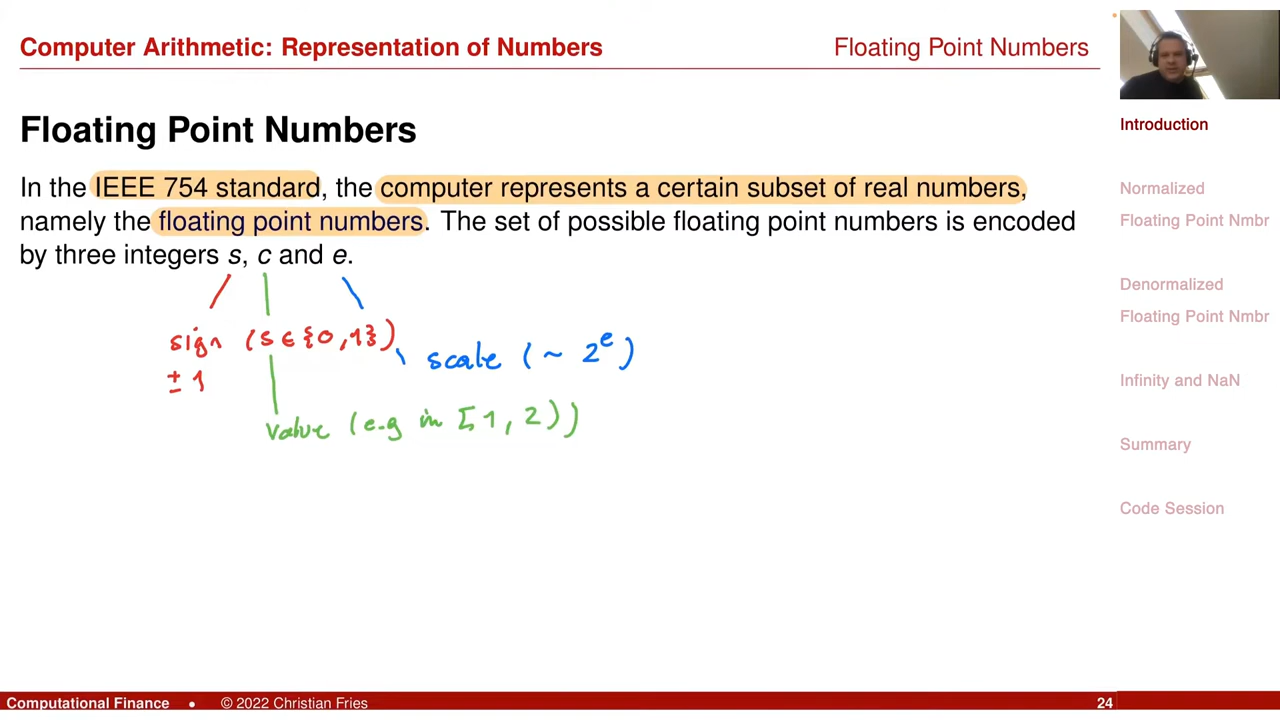 Computer Arithmetic: Representation of Numbers
Floating Point Numbers
Floating Point Numbers
In the IEEE 754 standard, the computer represents a certain subset of real numbers,
namely the floating point numbers. The set of possible floating point numbers is encoded
by three integers s, c and e.
sign (s ∈ {0,1})
± 1
scale (~ 2^e)
value (e.g in [1, 2))
Introduction
Normalized
Floating Point Nmbr
Denormalized
Floating Point Nmbr
Infinity and NaN
Summary
Code Session
Computational Finance • © 2022 Christian Fries
24